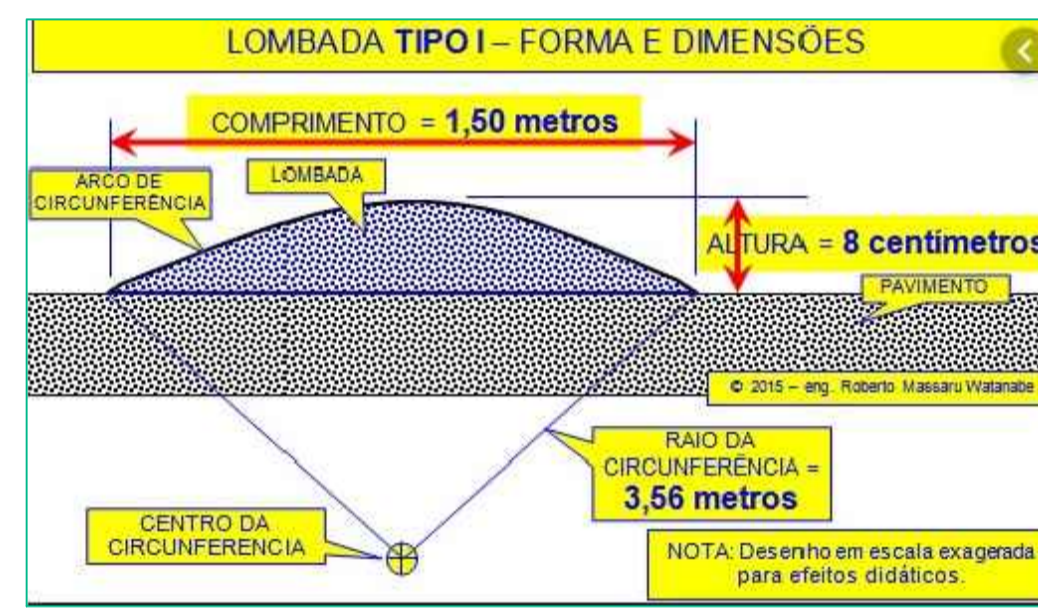 LOMBADA TIPO I – FORMA E DIMENSÕES
COMPRIMENTO = 1,50 metros
ARCO DE
CIRCUNFERÊNCIA
LOMBADA
ALTURA = 8 centímetros
PAVIMENTO
© 2015 – eng. Roberto Massaru Watanabe
RAIO DA
CIRCUNFERÊNCIA =
3,56 metros
CENTRO DA
CIRCUNFERENCIA
NOTA: Desenho em escala exagerada
para efeitos didáticos.